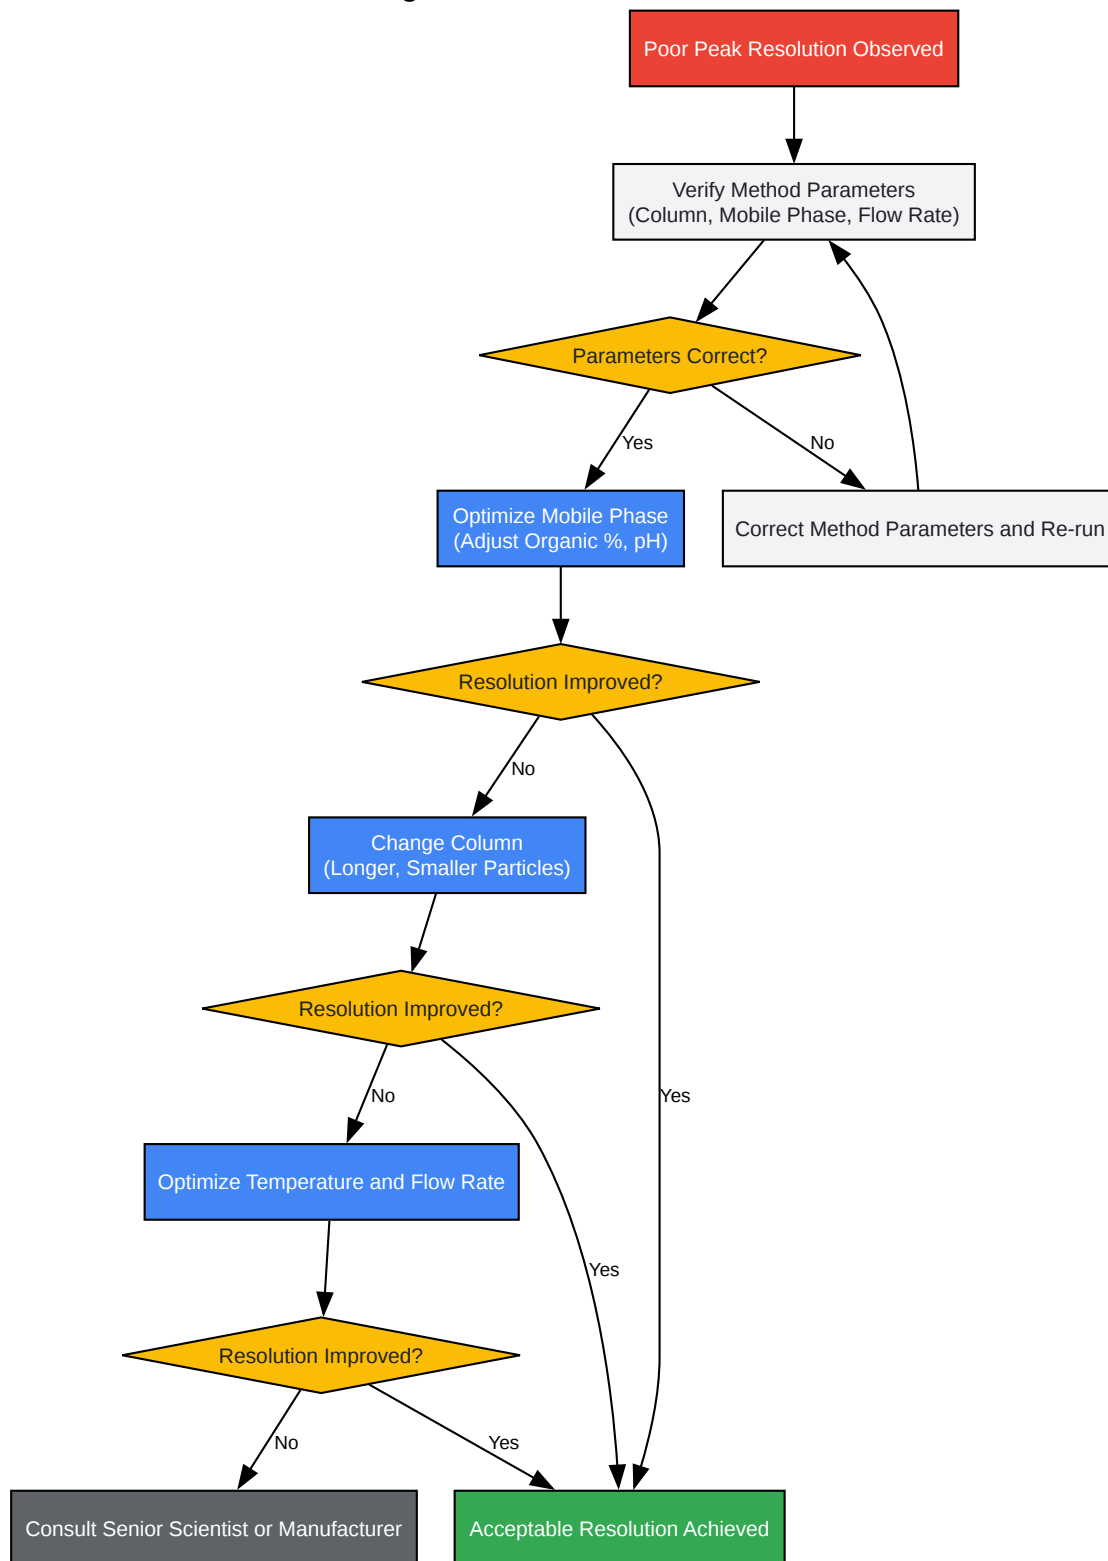 Poor Peak Resolution Observed
Verify Method Parameters
(Column, Mobile Phase, Flow Rate)
Parameters Correct?
Yes
No
Optimize Mobile Phase
(Adjust Organic %, pH)
Correct Method Parameters and Re-run
Resolution Improved?
No
Change Column
(Longer, Smaller Particles)
Resolution Improved?
No
Yes
Optimize Temperature and Flow Rate
Yes
Resolution Improved?
No
Yes
Consult Senior Scientist or Manufacturer
Acceptable Resolution Achieved